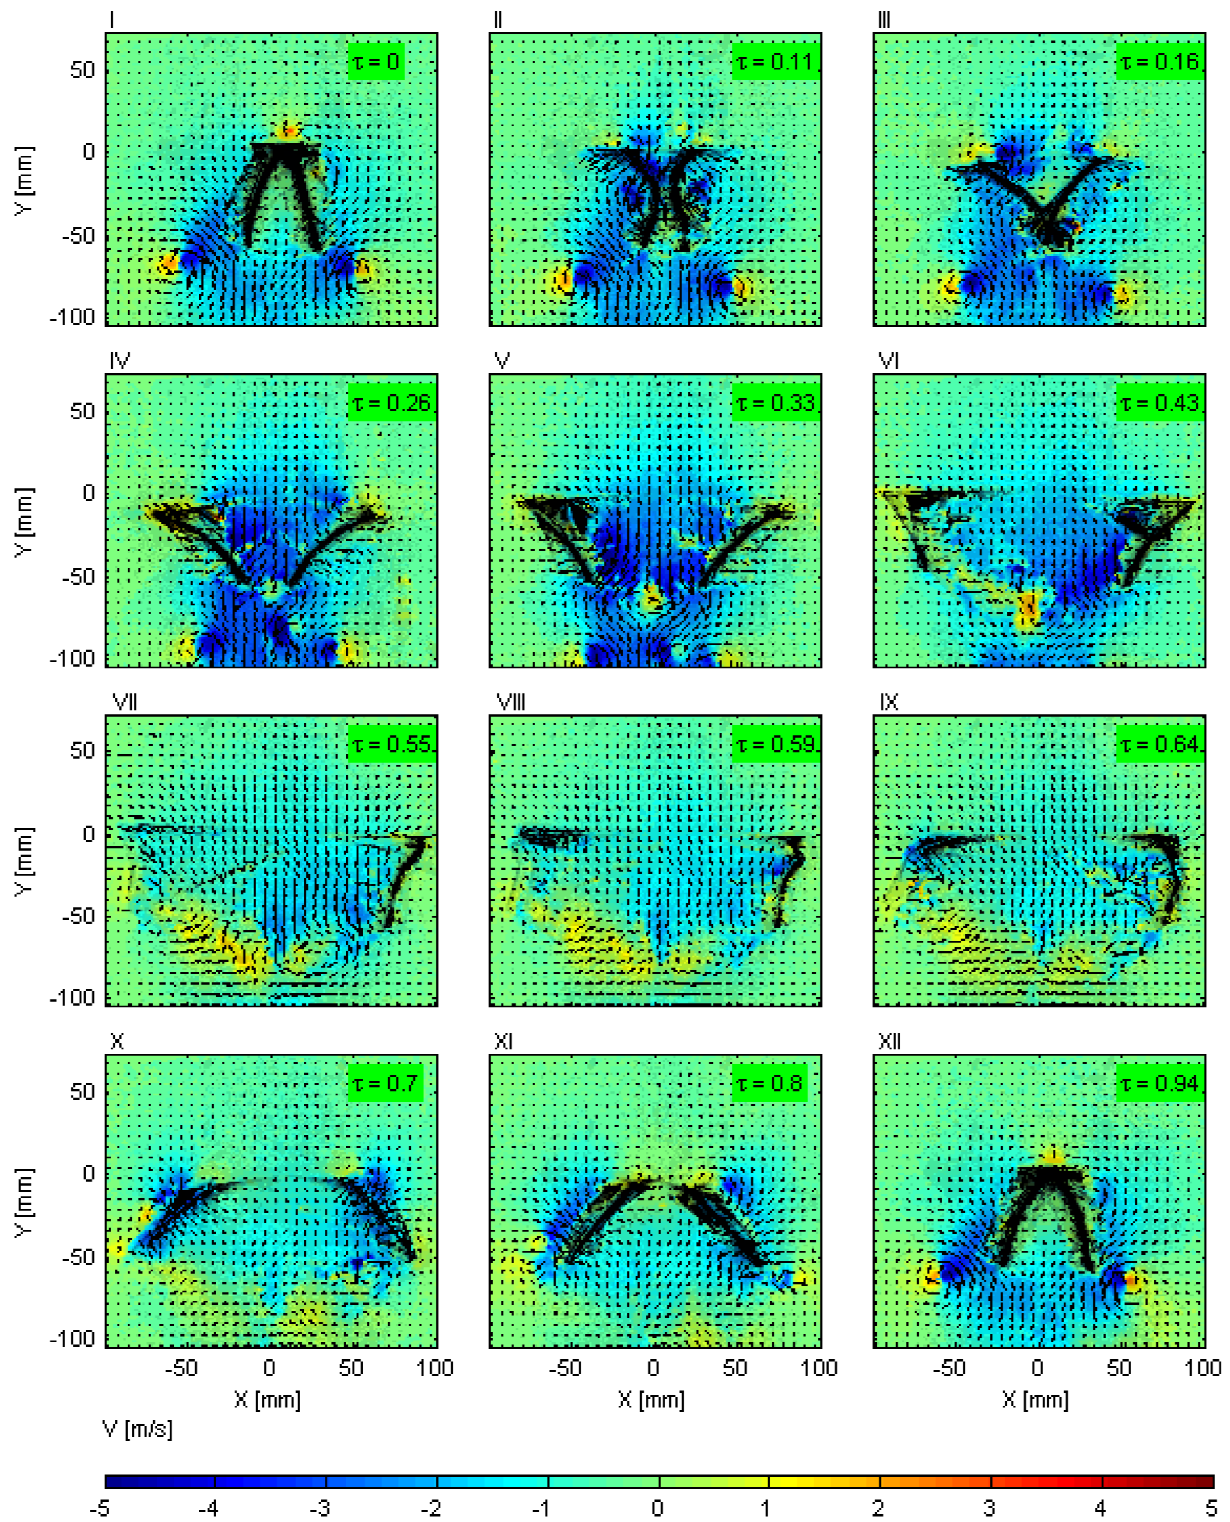 I II III
τ = 0 τ = 0.11 τ = 0.16
50
0
-50
-100
Y [mm]
IV V VI
τ = 0.26 τ = 0.33 τ = 0.43
50
0
-50
-100
Y [mm]
VII VIII IX
τ = 0.55 τ = 0.59 τ = 0.64
50
0
-50
-100
Y [mm]
X XI XII
τ = 0.7 τ = 0.8 τ = 0.94
50
0
-50
-100
Y [mm]
-50 0 50 100 -50 0 50 100 -50 0 50 100
X [mm] X [mm] X [mm]
V [m/s]
-5 -4 -3 -2 -1 0 1 2 3 4 5